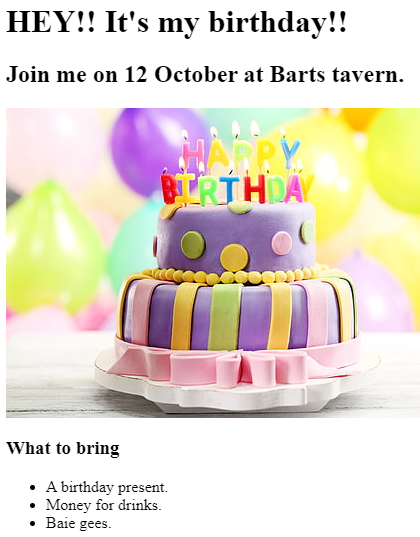 HEY!! It's my birthday!!
Join me on 12 October at Barts tavern.
HAPPY
BIRTHDAY
What to bring
A birthday present.
Money for drinks.
Baie gees.